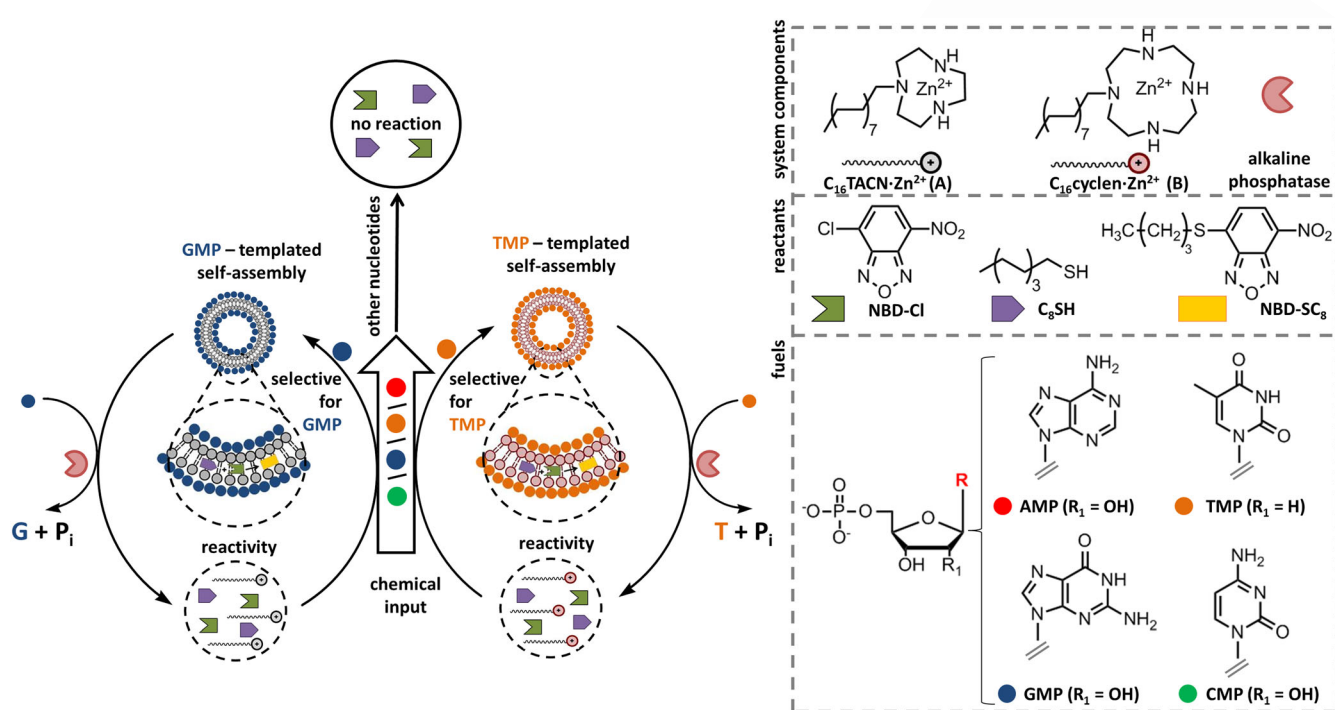 no reaction
other nucleotides
GMP – templated
self-assembly
TMP – templated
self-assembly
selective
for
GMP
selective
for
TMP
G + Pi
T + Pi
reactivity
reactivity
chemical
input
system components
N
H
N
N
H
Zn2+
7
C16TACN·Zn2+ (A)
H
N
N
NH
N
H
Zn2+
7
C16cyclen·Zn2+ (B)
alkaline
phosphatase
reactants
Cl
NO2
N
N
O
NBD-Cl
3
SH
C8SH
H3C
(CH2)3
S
NO2
N
N
O
NBD-SC8
fuels
O
-O
P
O
O-
O
R
OH
R1
NH2
N
N
N
N
AMP (R1 = OH)
O
NH
N
O
TMP (R1 = H)
O
N
NH
N
N
NH2
GMP (R1 = OH)
NH2
N
N
O
CMP (R1 = OH)